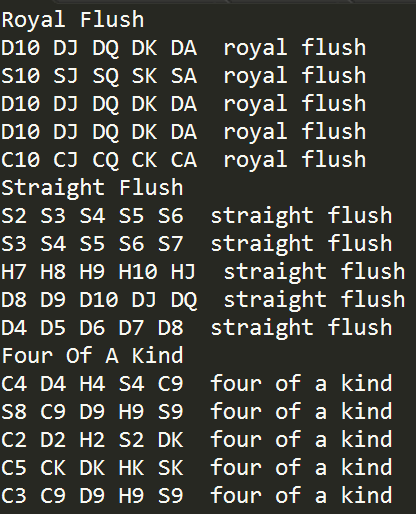 Royal Flush
D10 DJ DQ DK DA  royal flush
S10 SJ SQ SK SA  royal flush
D10 DJ DQ DK DA  royal flush
D10 DJ DQ DK DA  royal flush
C10 CJ CQ CK CA  royal flush
Straight Flush
S2 S3 S4 S5 S6  straight flush
S3 S4 S5 S6 S7  straight flush
H7 H8 H9 H10 HJ  straight flush
D8 D9 D10 DJ DQ  straight flush
D4 D5 D6 D7 D8  straight flush
Four Of A Kind
C4 D4 H4 S4 C9  four of a kind
S8 C9 D9 H9 S9  four of a kind
C2 D2 H2 S2 DK  four of a kind
C5 CK DK HK SK  four of a kind
C3 C9 D9 H9 S9  four of a kind